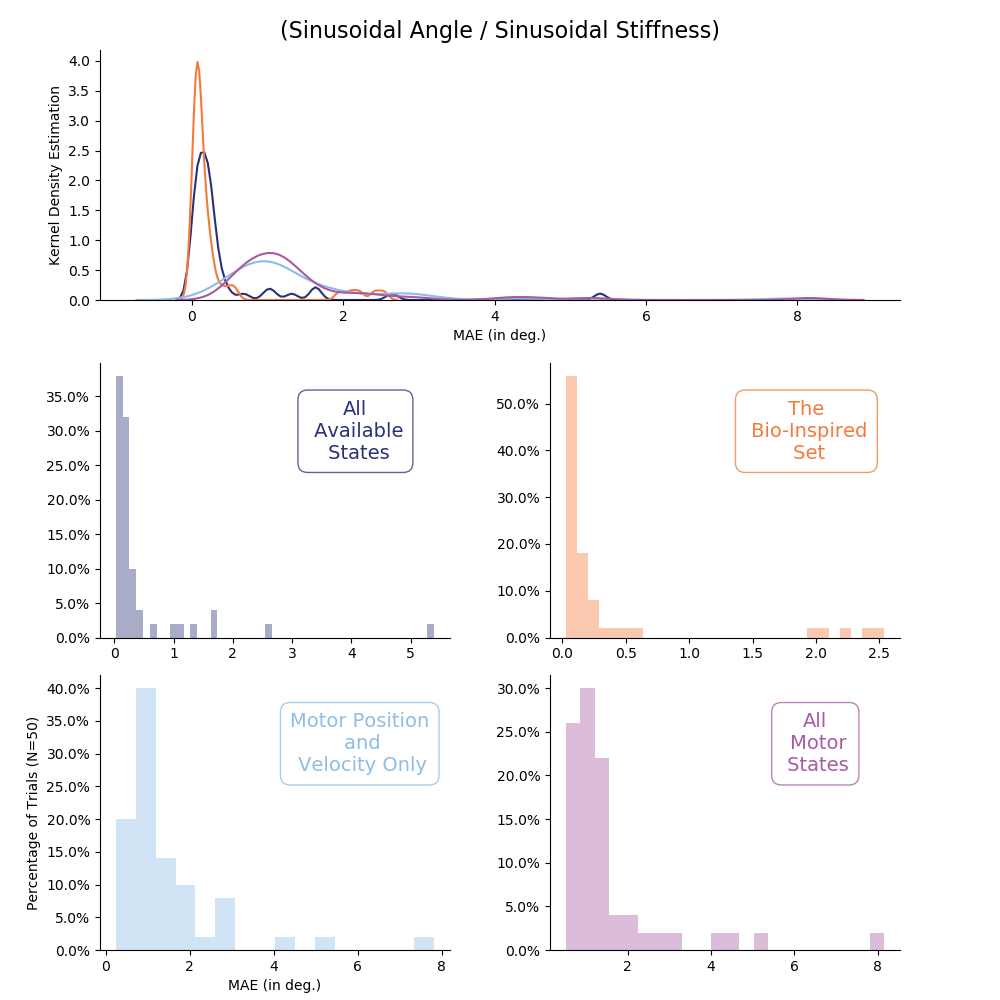 (Sinusoidal Angle / Sinusoidal Stiffness)
Kernel Density Estimation
4.0
3.5
3.0
2.5
2.0
1.5
1.0
0.5
0.0
0 2 4 6 8
MAE (in deg.)
35.0%
30.0%
25.0%
20.0%
15.0%
10.0%
5.0%
0.0%
0 1 2 3 4 5
All
Available
States
50.0%
40.0%
30.0%
20.0%
10.0%
0.0%
0.0 0.5 1.0 1.5 2.0 2.5
The
Bio-Inspired
Set
Percentage of Trials (N=50)
40.0%
35.0%
30.0%
25.0%
20.0%
15.0%
10.0%
5.0%
0.0%
0 2 4 6 8
MAE (in deg.)
Motor Position
and
Velocity Only
30.0%
25.0%
20.0%
15.0%
10.0%
5.0%
0.0%
2 4 6 8
All
Motor
States